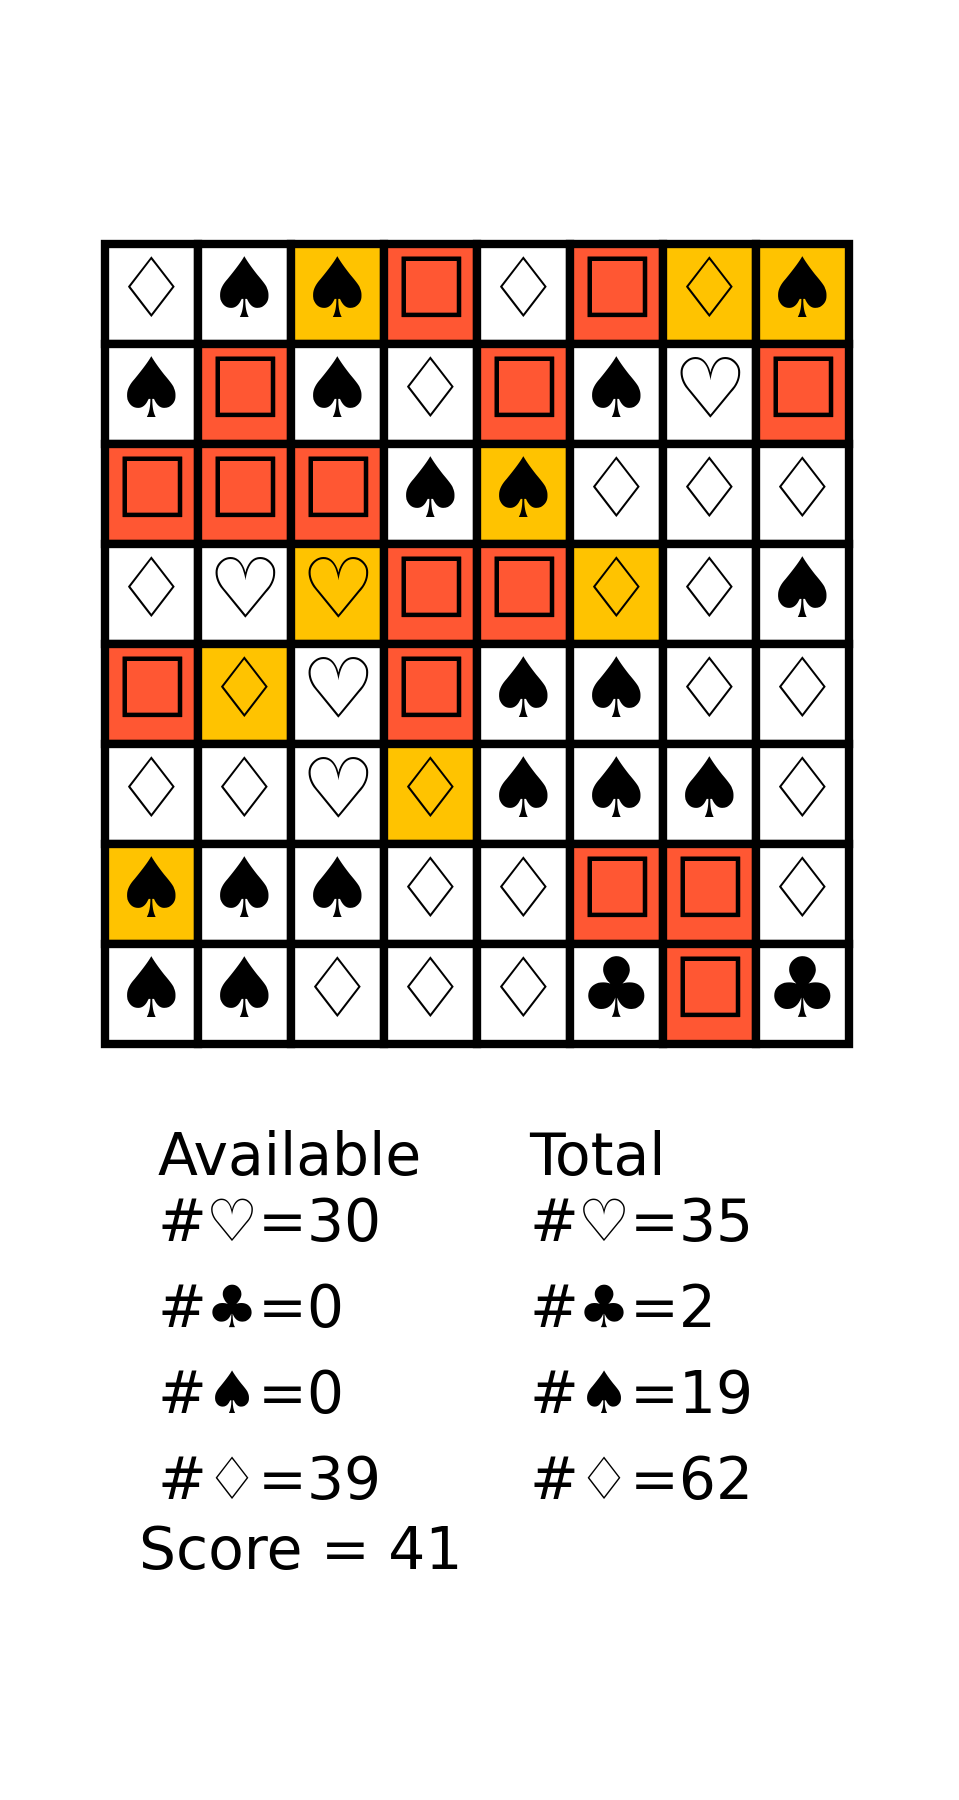 ♢ ♠ ♠ □ ♢ □ ♢ ♠
♠ □ ♠ ♢ □ ♠ ♡ □
□ □ □ ♠ ♠ ♢ ♢ ♢
♢ ♡ ♡ □ □ ♢ ♢ ♠
□ ♢ ♡ □ ♠ ♠ ♢ ♢
♢ ♢ ♡ ♢ ♠ ♠ ♠ ♢
♠ ♠ ♠ ♢ ♢ □ □ ♢
♠ ♠ ♢ ♢ ♢ ♣ □ ♣
Available Total
#♡=30 #♡=35
#♣=0 #♣=2
#♠=0 #♠=19
#♢=39 #♢=62
Score = 41